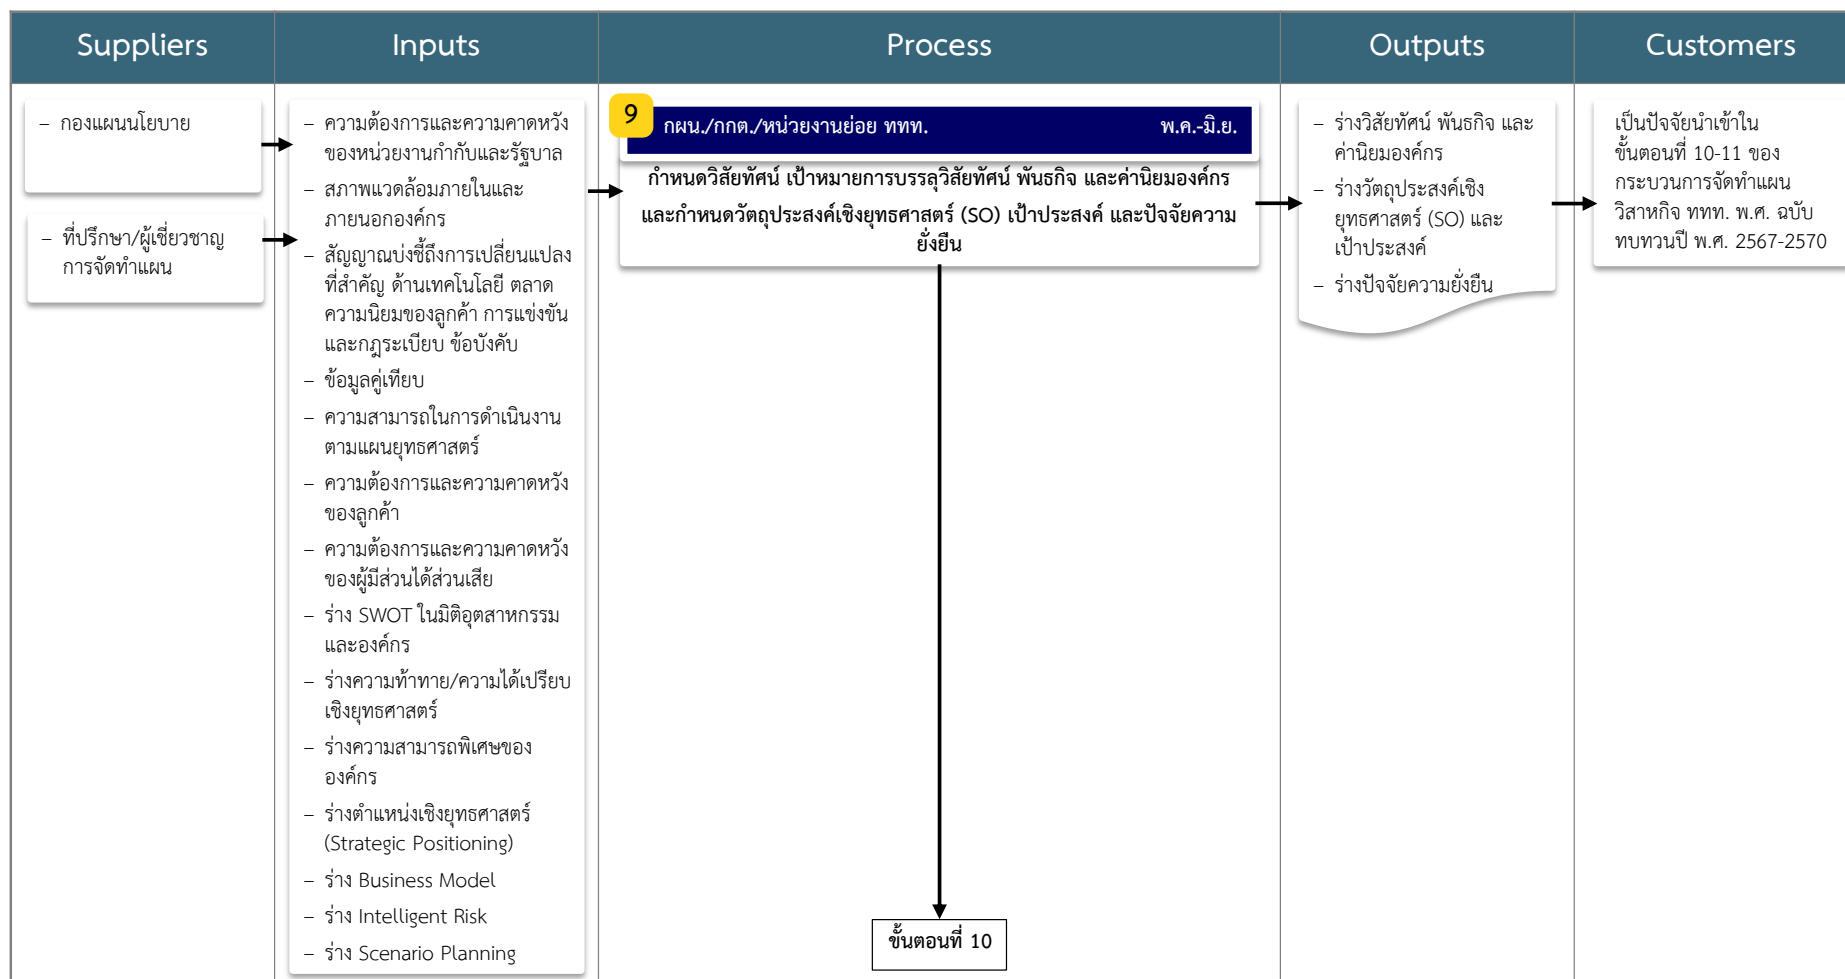 Suppliers
Inputs
Process
Outputs
Customers
– กองแผนนโยบาย
– ที่ปรึกษา/ผู้เชี่ยวชาญ
การจัดทำแผน
– ความต้องการและความคาดหวัง
ของหน่วยงานกำกับและรัฐบาล
– สภาพแวดล้อมภายในและ
ภายนอกองค์กร
– สัญญาณบ่งชี้ถึงการเปลี่ยนแปลง
ที่สำคัญ ด้านเทคโนโลยี ตลาด
ความนิยมของลูกค้า การแข่งขัน
และกฎระเบียบ ข้อบังคับ
– ข้อมูลคู่เทียบ
– ความสามารถในการดำเนินงาน
ตามแผนยุทธศาสตร์
– ความต้องการและความคาดหวัง
ของลูกค้า
– ความต้องการและความคาดหวัง
ของผู้มีส่วนได้ส่วนเสีย
– ร่าง SWOT ในมิติอุตสาหกรรม
และองค์กร
– ร่างความท้าทาย/ความได้เปรียบ
เชิงยุทธศาสตร์
– ร่างความสามารถพิเศษของ
องค์กร
– ร่างตำแหน่งเชิงยุทธศาสตร์
(Strategic Positioning)
– ร่าง Business Model
– ร่าง Intelligent Risk
– ร่าง Scenario Planning
9
กผน./กกต./หน่วยงานย่อย ททท. พ.ค.-มิ.ย.
กำหนดวิสัยทัศน์ เป้าหมายการบรรลุวิสัยทัศน์ พันธกิจ และค่านิยมองค์กร
และกำหนดวัตถุประสงค์เชิงยุทธศาสตร์ (SO) เป้าประสงค์ และปัจจัยความ
ยั่งยืน
ขั้นตอนที่ 10
– ร่างวิสัยทัศน์ พันธกิจ และ
ค่านิยมองค์กร
– ร่างวัตถุประสงค์เชิง
ยุทธศาสตร์ (SO) และ
เป้าประสงค์
– ร่างปัจจัยความยั่งยืน
เป็นปัจจัยนำเข้าใน
ขั้นตอนที่ 10-11 ของ
กระบวนการจัดทำแผน
วิสาหกิจ ททท. พ.ศ. ฉบับ
ทบทวนปี พ.ศ. 2567-2570